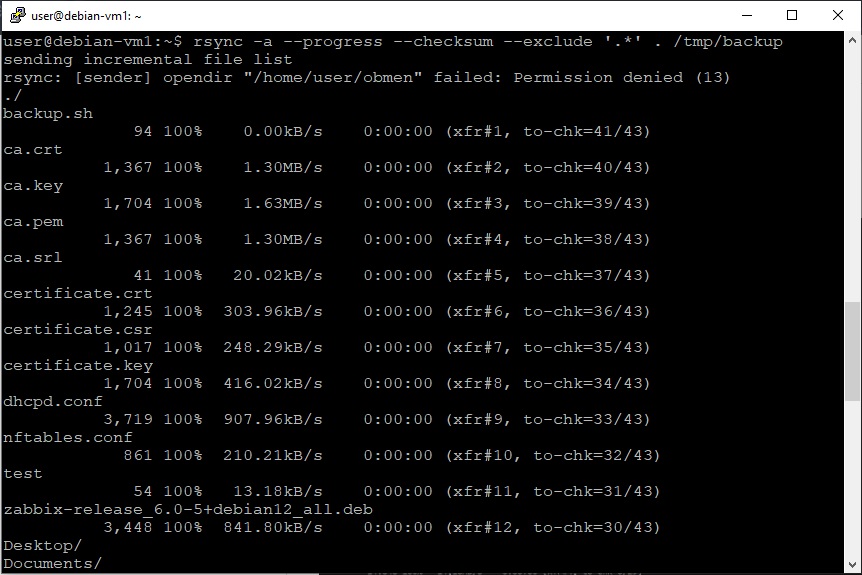 user@debian-vm1: ~
user@debian-vm1:~$ rsync -a --progress --checksum --exclude '.*' . /tmp/backup
sending incremental file list
rsync: [sender] opendir "/home/user/obmen" failed: Permission denied (13)
./
backup.sh
94 100% 0.00kB/s 0:00:00 (xfr#1, to-chk=41/43)
ca.crt
1,367 100% 1.30MB/s 0:00:00 (xfr#2, to-chk=40/43)
ca.key
1,704 100% 1.63MB/s 0:00:00 (xfr#3, to-chk=39/43)
ca.pem
1,367 100% 1.30MB/s 0:00:00 (xfr#4, to-chk=38/43)
ca.srl
41 100% 20.02kB/s 0:00:00 (xfr#5, to-chk=37/43)
certificate.crt
1,245 100% 303.96kB/s 0:00:00 (xfr#6, to-chk=36/43)
certificate.csr
1,017 100% 248.29kB/s 0:00:00 (xfr#7, to-chk=35/43)
certificate.key
1,704 100% 416.02kB/s 0:00:00 (xfr#8, to-chk=34/43)
dhcpd.conf
3,719 100% 907.96kB/s 0:00:00 (xfr#9, to-chk=33/43)
nftables.conf
861 100% 210.21kB/s 0:00:00 (xfr#10, to-chk=32/43)
test
54 100% 13.18kB/s 0:00:00 (xfr#11, to-chk=31/43)
zabbix-release_6.0-5+debian12_all.deb
3,448 100% 841.80kB/s 0:00:00 (xfr#12, to-chk=30/43)
Desktop/
Documents/